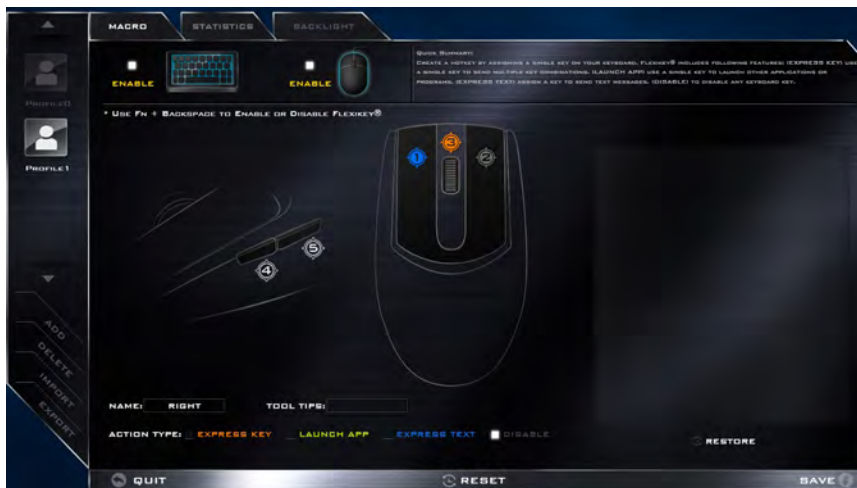 MACRO
STATISTICS
BACKLIGHT
ENABLE
ENABLE
QUICK SUMMARY:
CREATE A HOTKEY BY ASSIGNING A SINGLE KEY ON YOUR KEYBOARD. FLEXIKEY® INCLUDES FOLLOWING FEATURES: (EXPRESS KEY) USE
A SINGLE KEY TO SEND MULTIPLE KEY COMBINATIONS. (LAUNCH APP) USE A SINGLE KEY TO LAUNCH OTHER APPLICATIONS OR
PROGRAMS. (EXPRESS TEXT) ASSIGN A KEY TO SEND TEXT MESSAGES. (DISABLE) TO DISABLE ANY KEYBOARD KEY.
PROFILE0
PROFILE1
* USE FN + BACKSPACE TO ENABLE OR DISABLE FLEXIKEY®
1
3
2
4
5
ADD
DELETE
IMPORT
EXPORT
NAME: RIGHT TOOL TIPS:
ACTION TYPE: EXPRESS KEY LAUNCH APP EXPRESS TEXT DISABLE
RESTORE
QUIT
RESET
SAVE